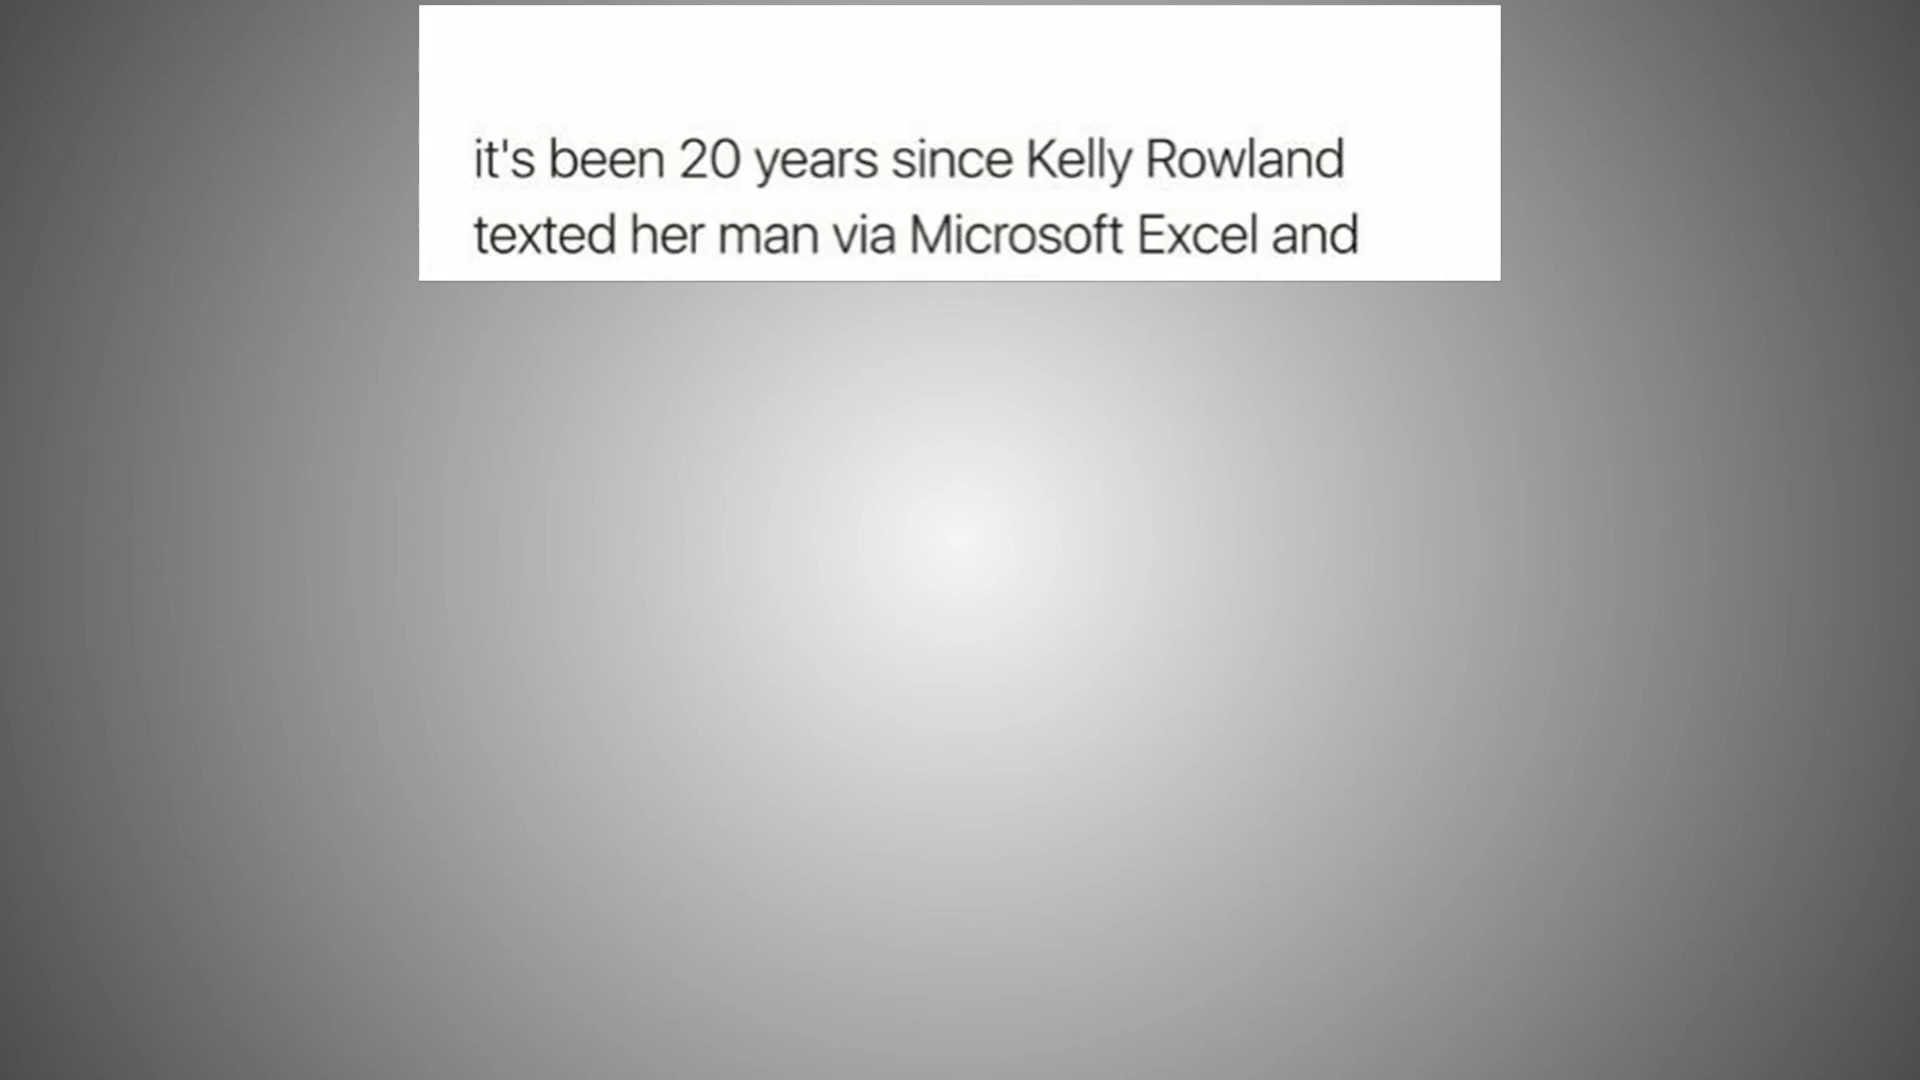 it's been 20 years since Kelly Rowland
texted her man via Microsoft Excel and